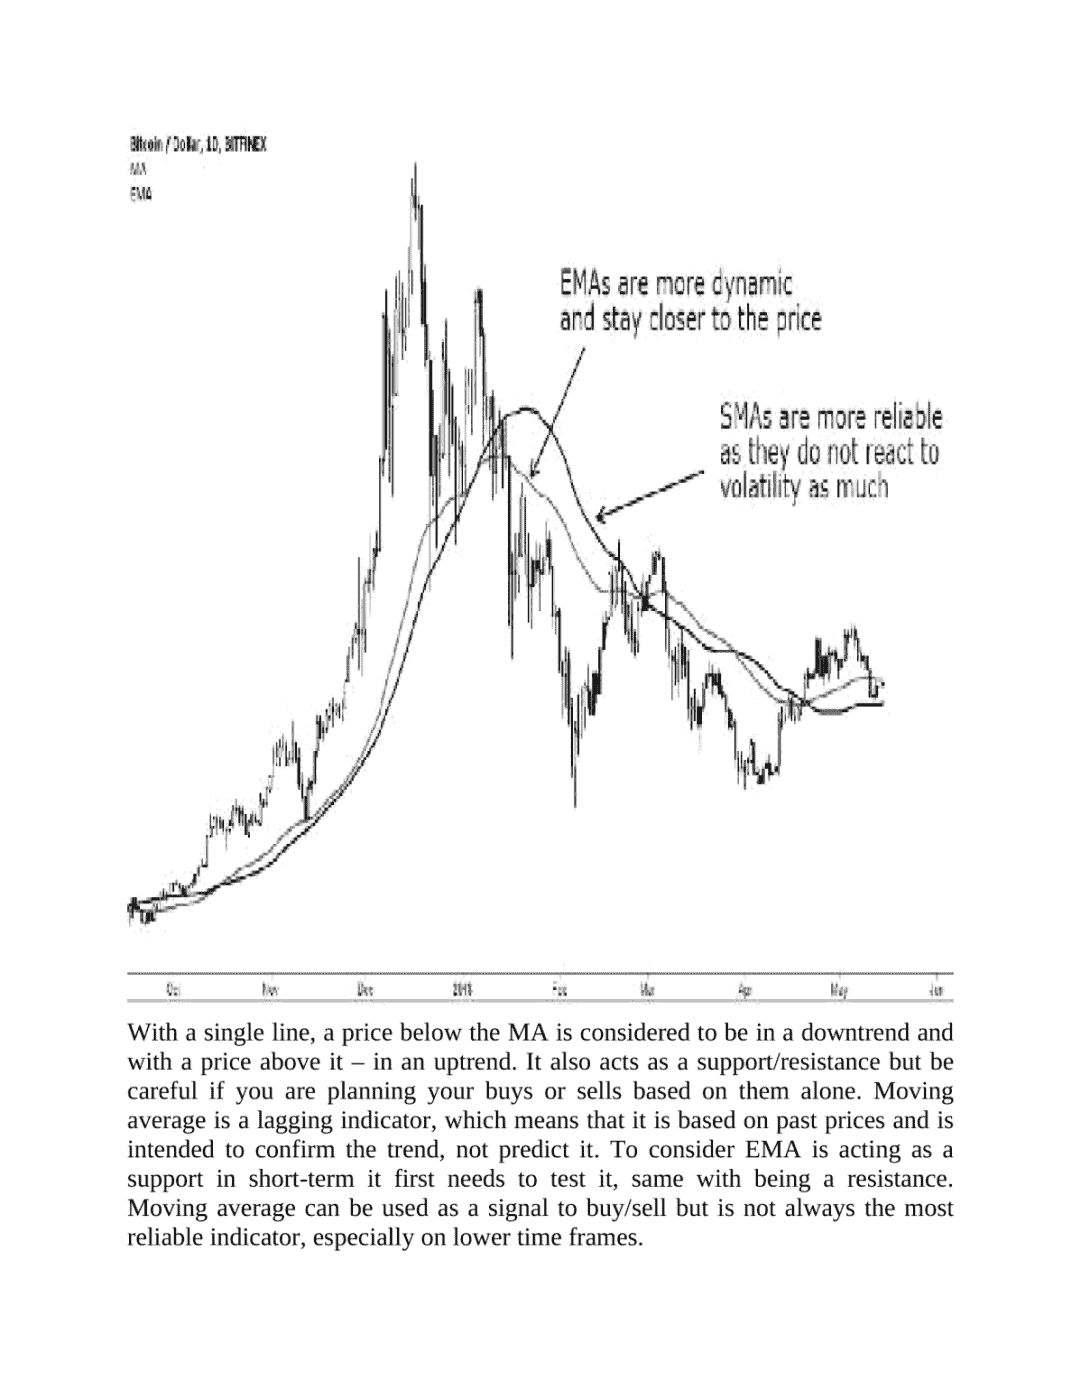 Bitcoin / Dollar, 1D, BITFINEX
MA
EMA
EMAs are more dynamic
and stay closer to the price
SMAs are more reliable
as they do not react to
volatility as much
Oct Nov Dec 2018 Feb Mar Apr May Jun
With a single line, a price below the MA is considered to be in a downtrend and
with a price above it – in an uptrend. It also acts as a support/resistance but be
careful if you are planning your buys or sells based on them alone. Moving
average is a lagging indicator, which means that it is based on past prices and is
intended to confirm the trend, not predict it. To consider EMA is acting as a
support in short-term it first needs to test it, same with being a resistance.
Moving average can be used as a signal to buy/sell but is not always the most
reliable indicator, especially on lower time frames.